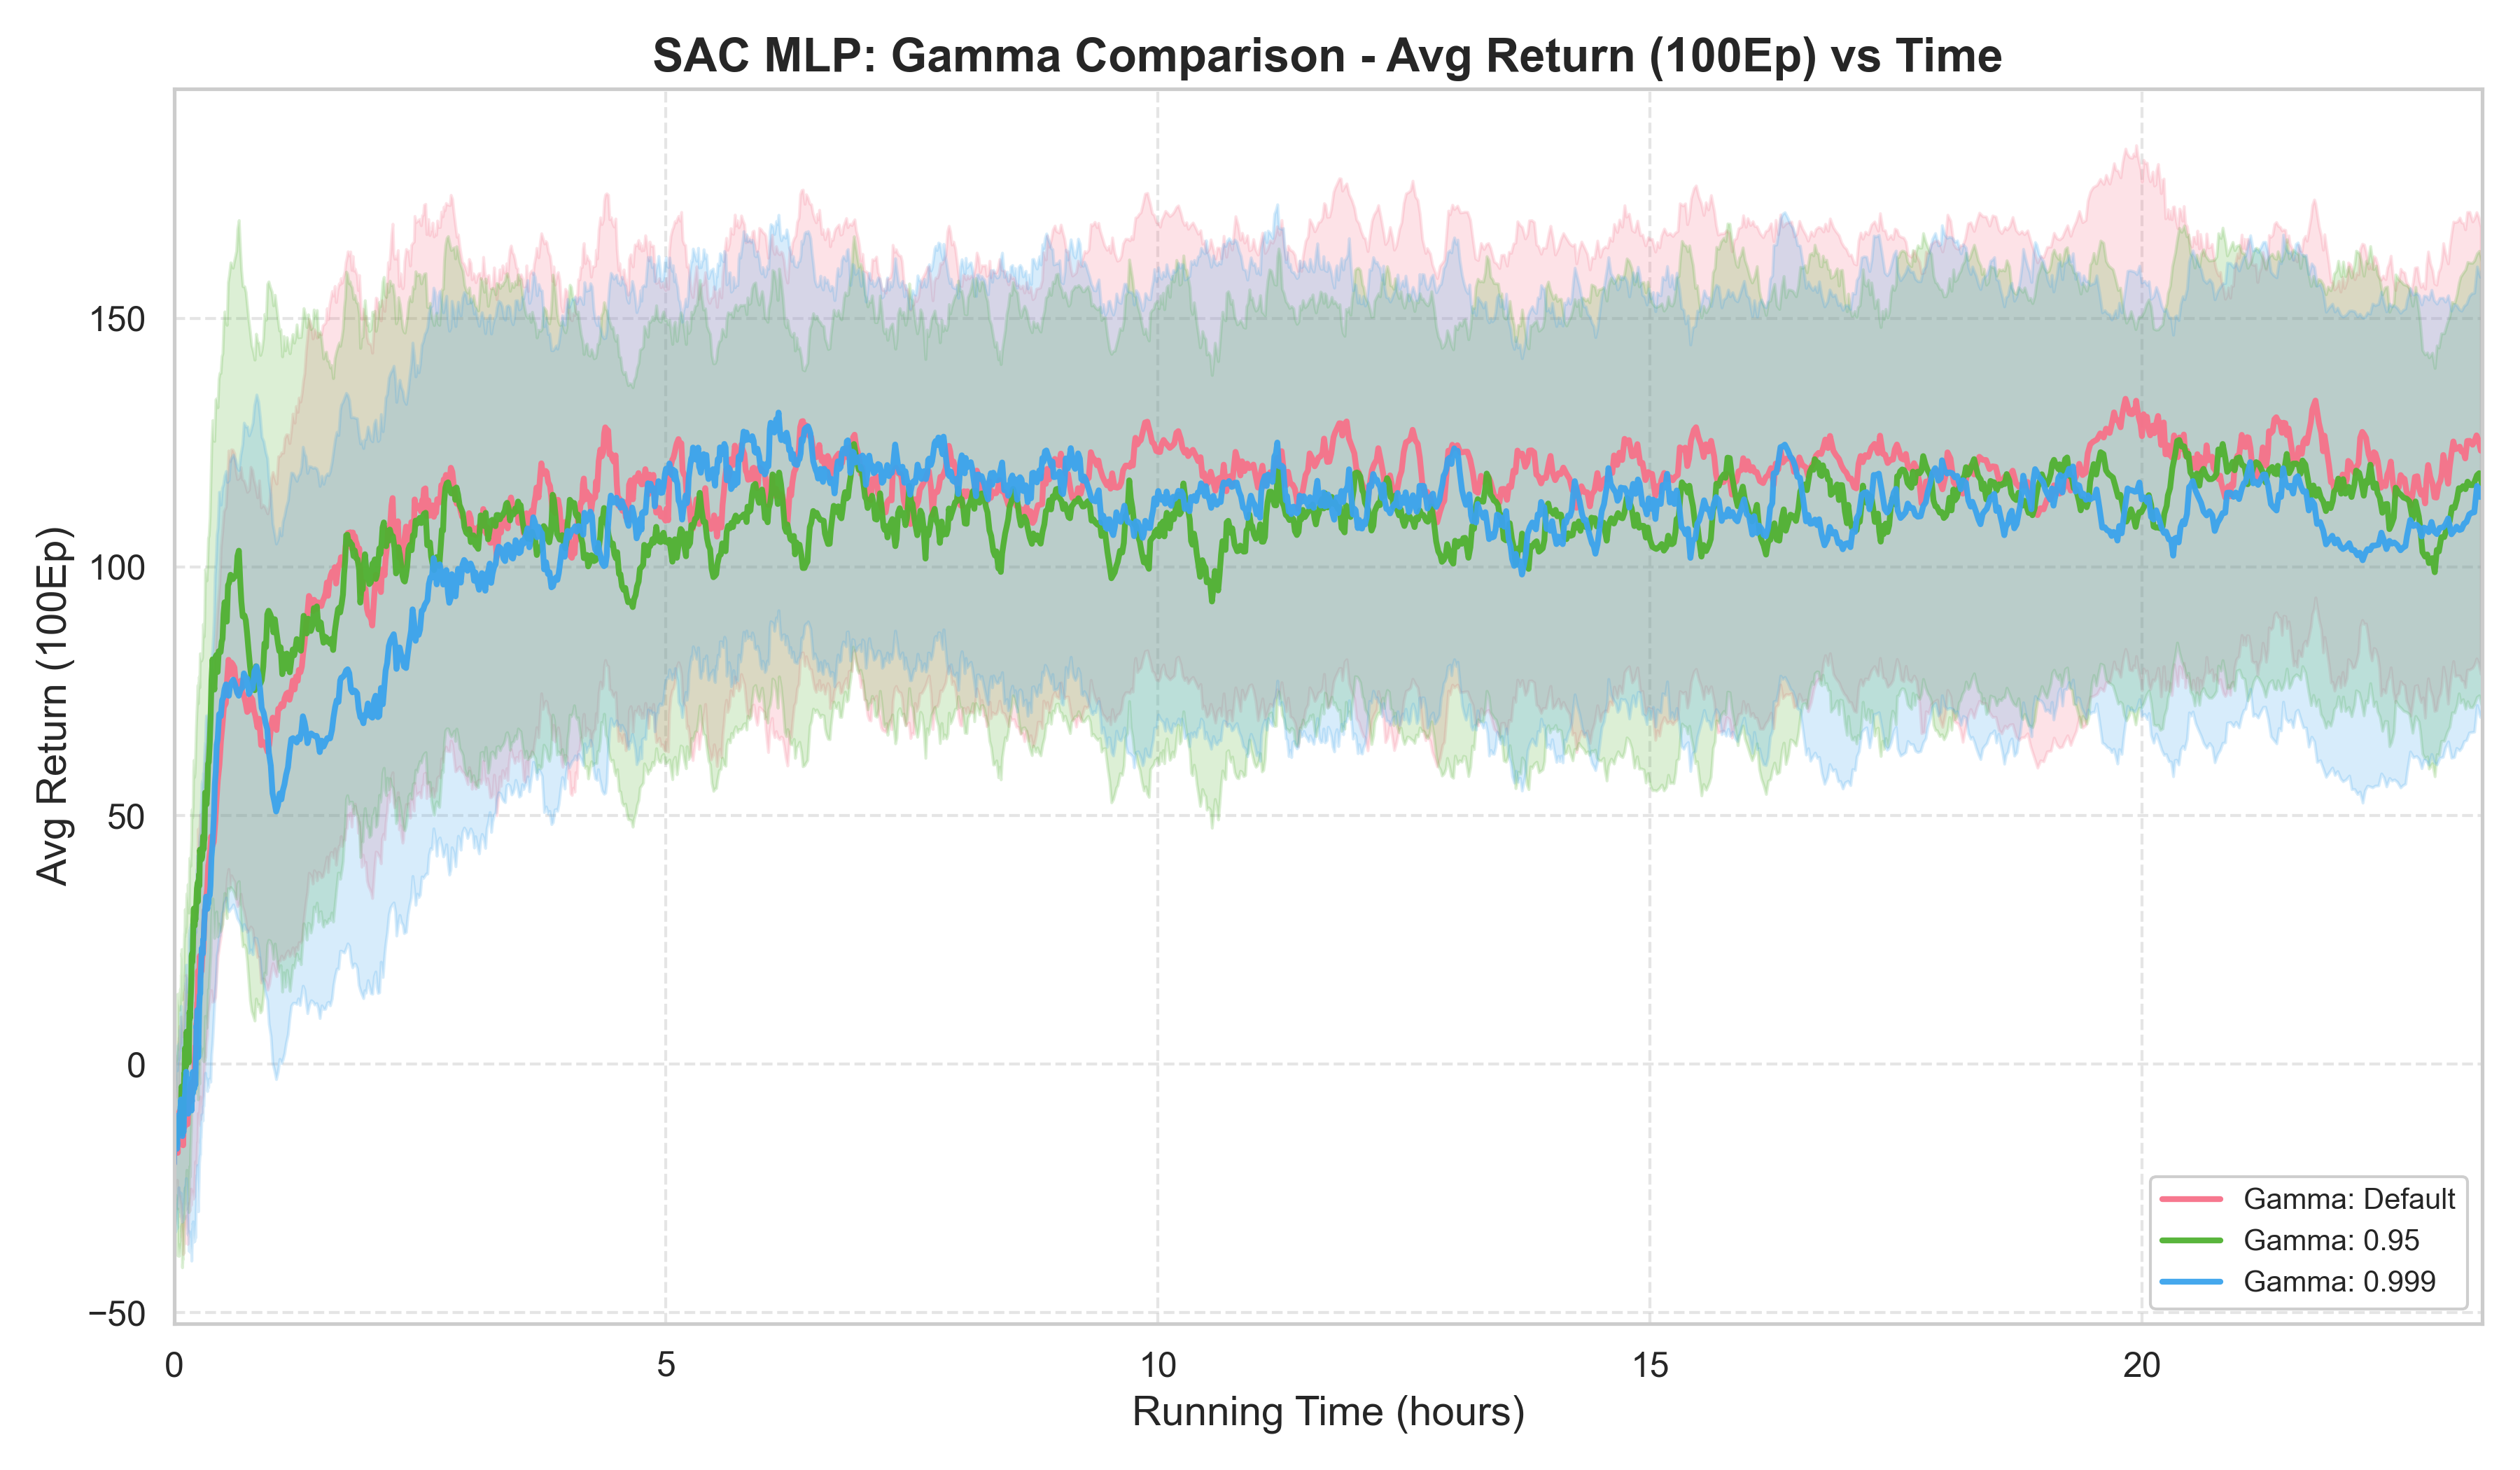 SAC MLP: Gamma Comparison - Avg Return (100Ep) vs Time
Avg Return (100Ep)
150
100
50
0
−50
0
5
10
15
20
Running Time (hours)
Gamma: Default
Gamma: 0.95
Gamma: 0.999